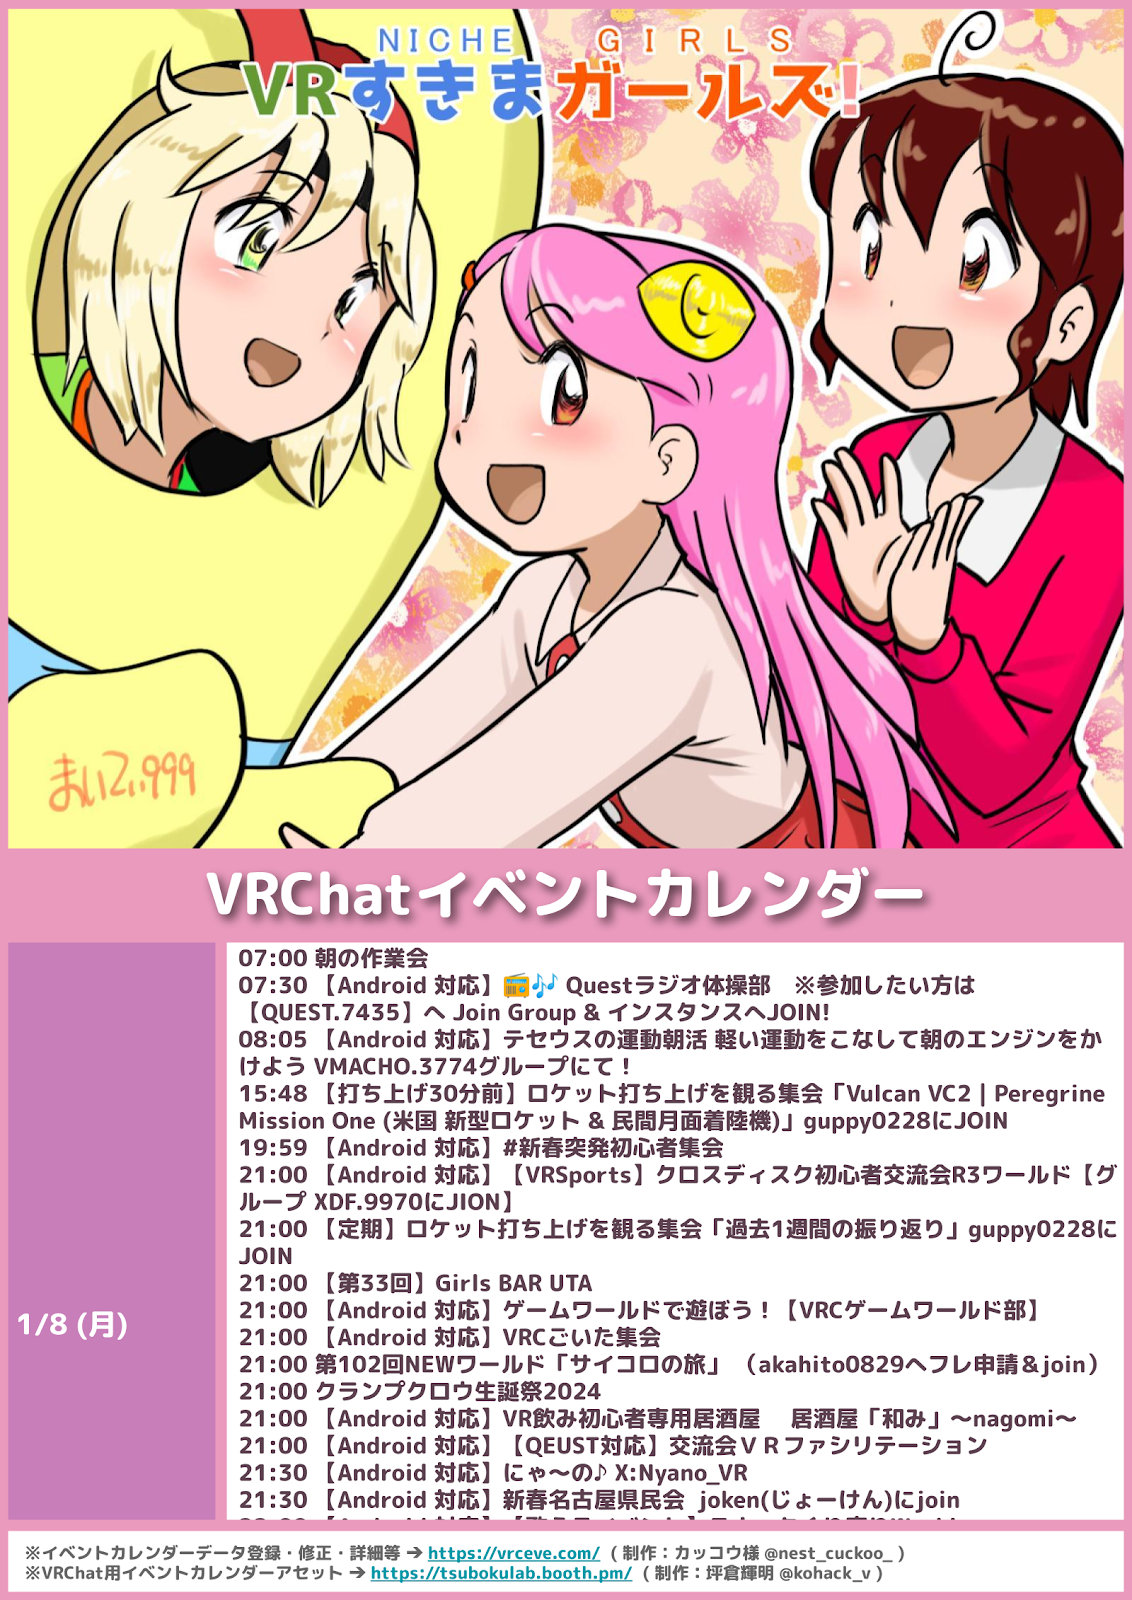 NICHE GIRLS
VRすきまガールズ!
まいてい999
VRChatイベントカレンダー
1/8 (月)
07:00 朝の作業会
07:30 【Android 対応】📻🎶 Questラジオ体操部　※参加したい方は
【QUEST.7435】へ Join Group & インスタンスへJOIN!
08:05 【Android 対応】テセウスの運動朝活 軽い運動をこなして朝のエンジンをか
けよう VMACHO.3774グループにて！
15:48 【打ち上げ30分前】ロケット打ち上げを観る集会「Vulcan VC2 | Peregrine
Mission One (米国 新型ロケット & 民間月面着陸機)」guppy0228にJOIN
19:59 【Android 対応】#新春突発初心者集会
21:00 【Android 対応】【VRSports】クロスディスク初心者交流会R3ワールド【グ
ループ XDF.9970にJION】
21:00 【定期】ロケット打ち上げを観る集会「過去1週間の振り返り」guppy0228に
JOIN
21:00 【第33回】Girls BAR UTA
21:00 【Android 対応】ゲームワールドで遊ぼう！【VRCゲームワールド部】
21:00 【Android 対応】VRCごいた集会
21:00 第102回NEWワールド「サイコロの旅」 （akahito0829へフレ申請＆join）
21:00 クランプクロウ生誕祭2024
21:00 【Android 対応】VR飲み初心者専用居酒屋　 居酒屋「和み」～nagomi～
21:00 【Android 対応】【QEUST対応】交流会ＶＲファシリテーション
21:30 【Android 対応】にゃ～の♪ X:Nyano_VR
21:30 【Android 対応】新春名古屋県民会 joken(じょーけん)にjoin
※イベントカレンダーデータ登録・修正・詳細等 ➔ https://vrceve.com/ ( 制作：カッコウ様 @nest_cuckoo_ )
※VRChat用イベントカレンダーアセット ➔ https://tsubokulab.booth.pm/ ( 制作：坪倉輝明 @kohack_v )